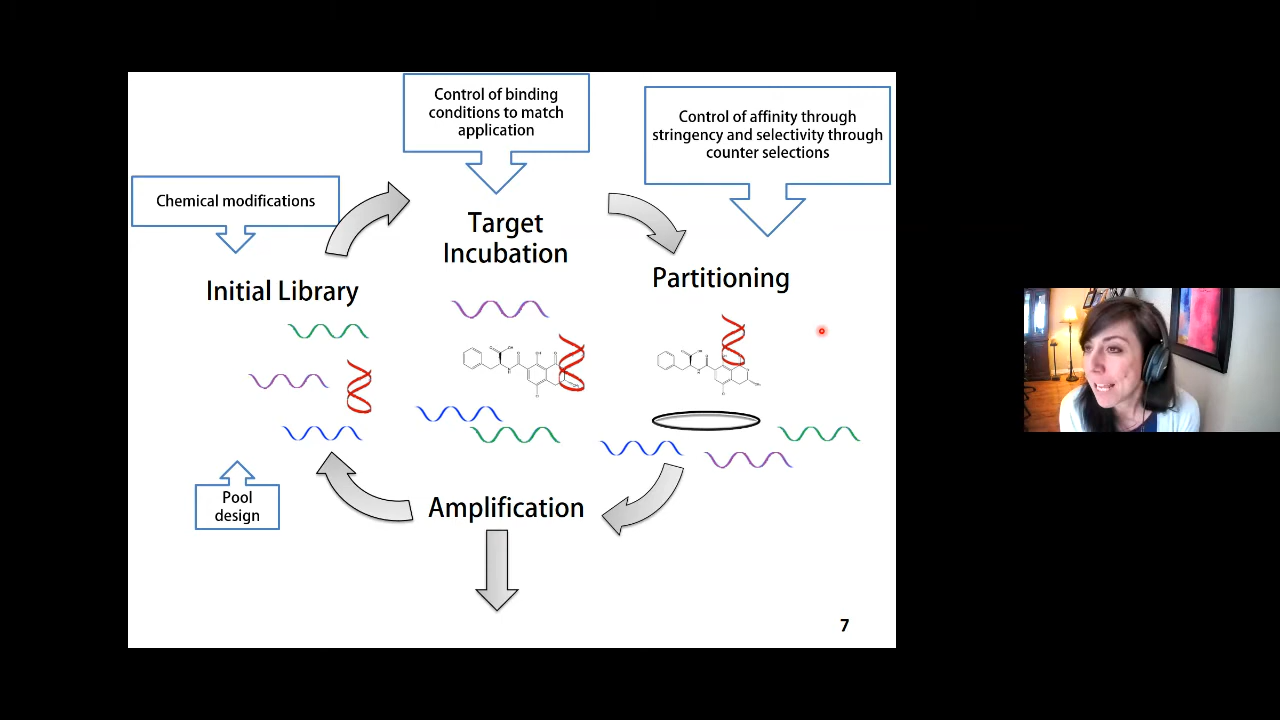 Control of binding
conditions to match
application
Control of affinity through
stringency and selectivity through
counter selections
Chemical modifications
Target
Incubation
Partitioning
Initial Library
Pool
design
Amplification
7